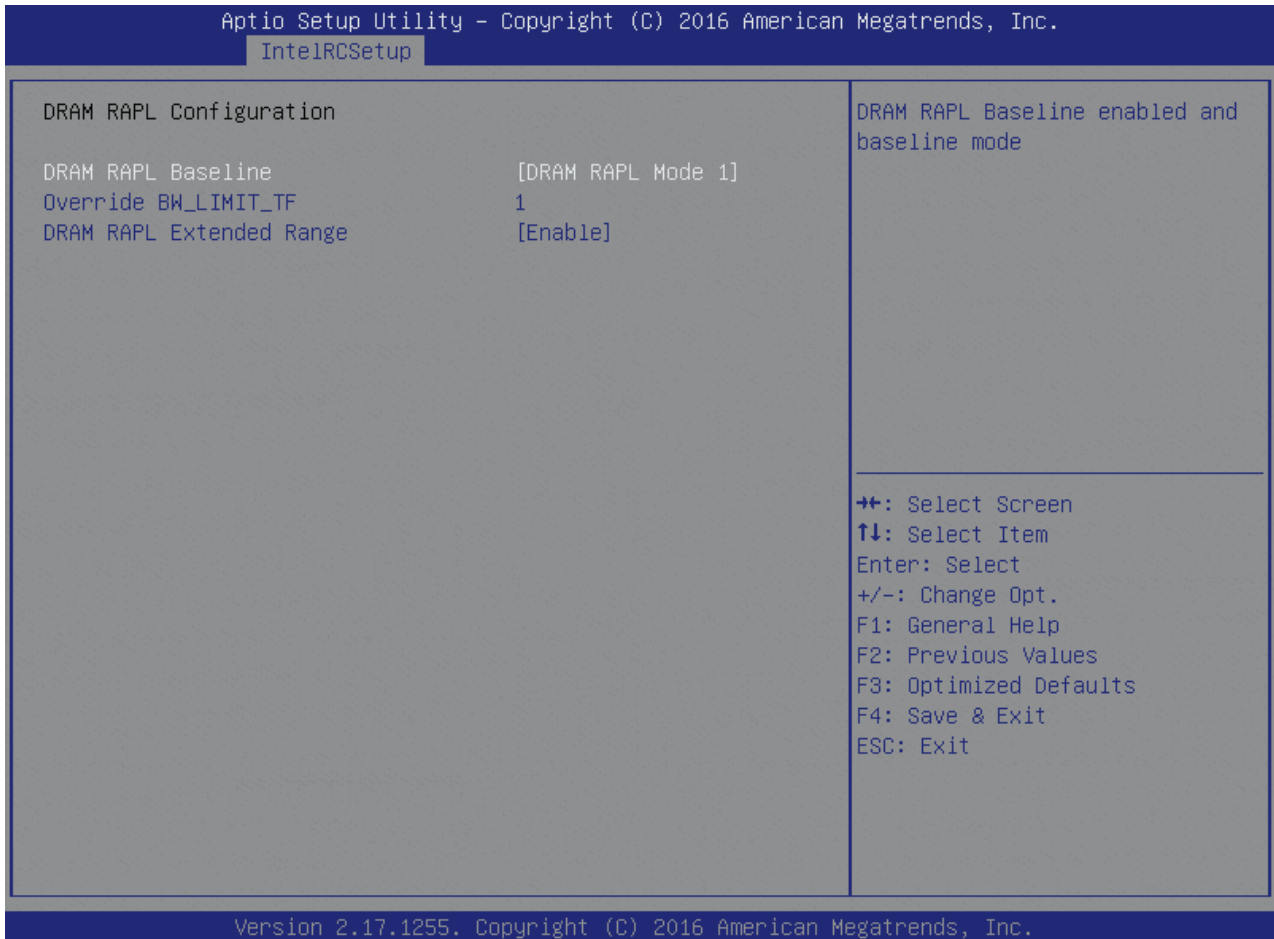 Aptio Setup Utility – Copyright (C) 2016 American Megatrends, Inc.
IntelRCSetup
DRAM RAPL Configuration
DRAM RAPL Baseline [DRAM RAPL Mode 1]
Override BW_LIMIT_TF 1
DRAM RAPL Extended Range [Enable]
DRAM RAPL Baseline enabled and
baseline mode
→←: Select Screen
↑↓: Select Item
Enter: Select
+/-: Change Opt.
F1: General Help
F2: Previous Values
F3: Optimized Defaults
F4: Save & Exit
ESC: Exit
Version 2.17.1255. Copyright (C) 2016 American Megatrends, Inc.